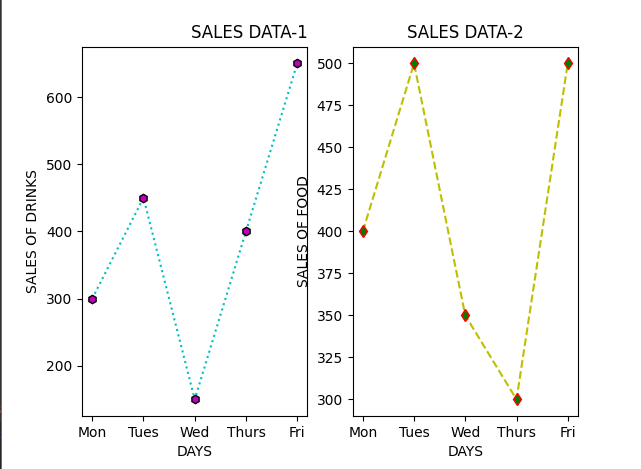 SALES DATA-1
SALES OF DRINKS
600
500
400
300
200
Mon Tues Wed Thurs Fri
DAYS
SALES DATA-2
SALES OF FOOD
500
475
450
425
400
375
350
325
300
Mon Tues Wed Thurs Fri
DAYS